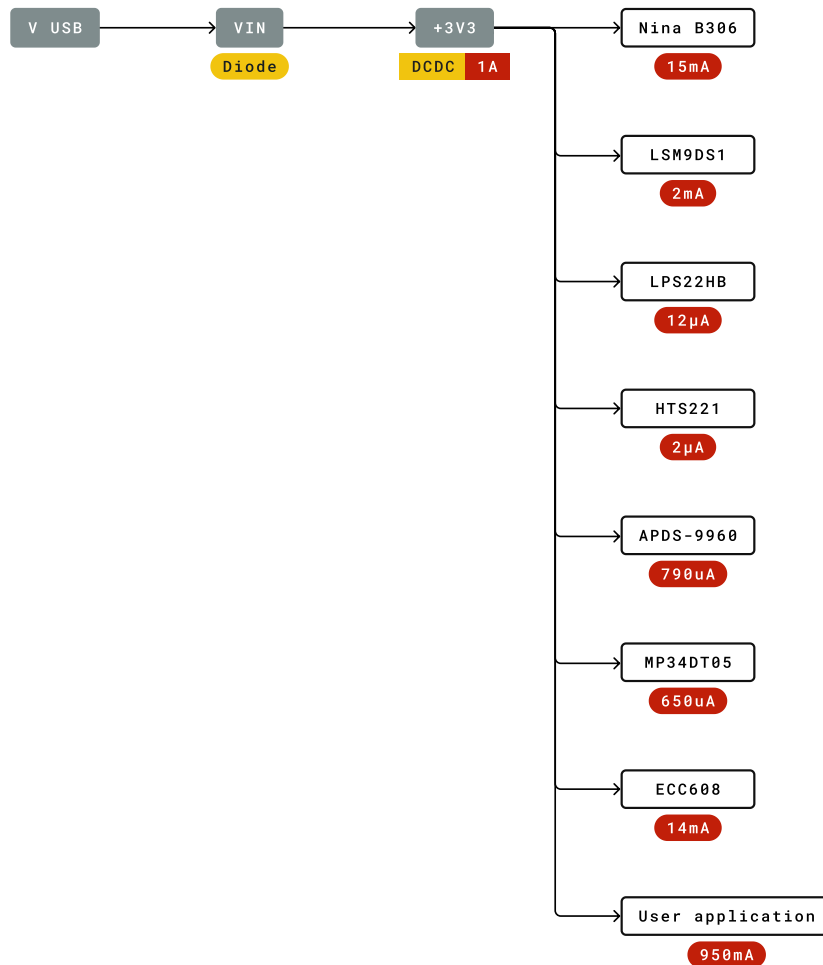 V USB
VIN
+3V3
Nina B306
Diode
DCDC
1A
15mA
LSM9DS1
2mA
LPS22HB
12µA
HTS221
2µA
APDS-9960
790uA
MP34DT05
650uA
ECC608
14mA
User application
950mA